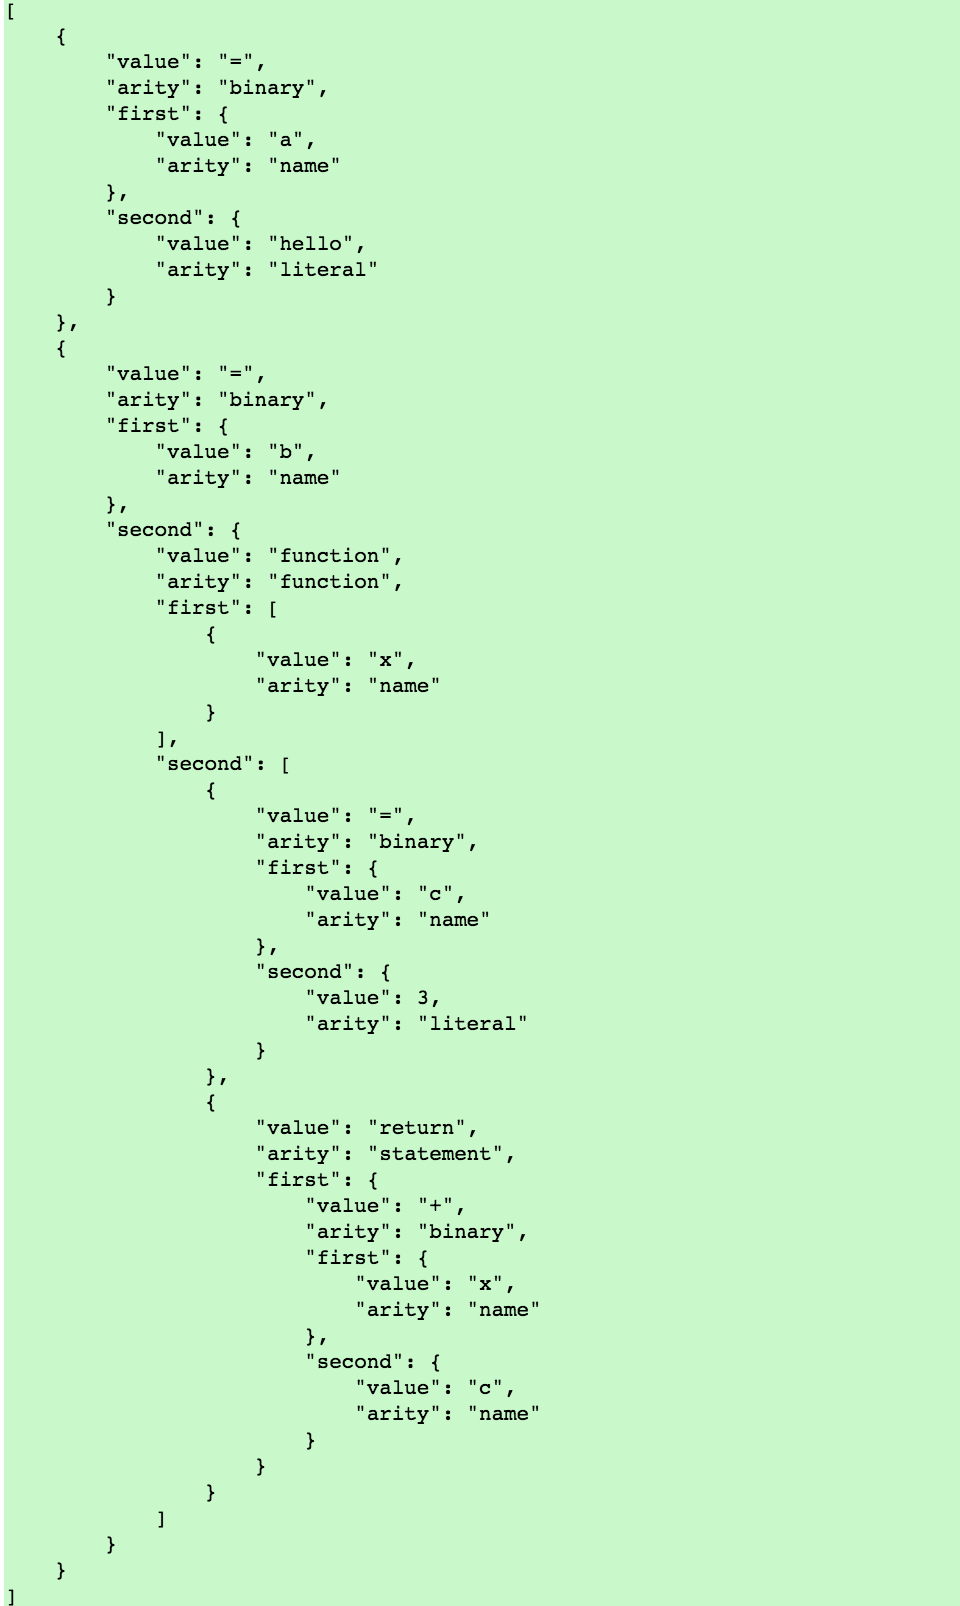 [
    {
        "value": "=",
        "arity": "binary",
        "first": {
            "value": "a",
            "arity": "name"
        },
        "second": {
            "value": "hello",
            "arity": "literal"
        }
    },
    {
        "value": "=",
        "arity": "binary",
        "first": {
            "value": "b",
            "arity": "name"
        },
        "second": {
            "value": "function",
            "arity": "function",
            "first": [
                {
                    "value": "x",
                    "arity": "name"
                }
            ],
            "second": [
                {
                    "value": "=",
                    "arity": "binary",
                    "first": {
                        "value": "c",
                        "arity": "name"
                    },
                    "second": {
                        "value": 3,
                        "arity": "literal"
                    }
                },
                {
                    "value": "return",
                    "arity": "statement",
                    "first": {
                        "value": "+",
                        "arity": "binary",
                        "first": {
                            "value": "x",
                            "arity": "name"
                        },
                        "second": {
                            "value": "c",
                            "arity": "name"
                        }
                    }
                }
            ]
        }
    }
]